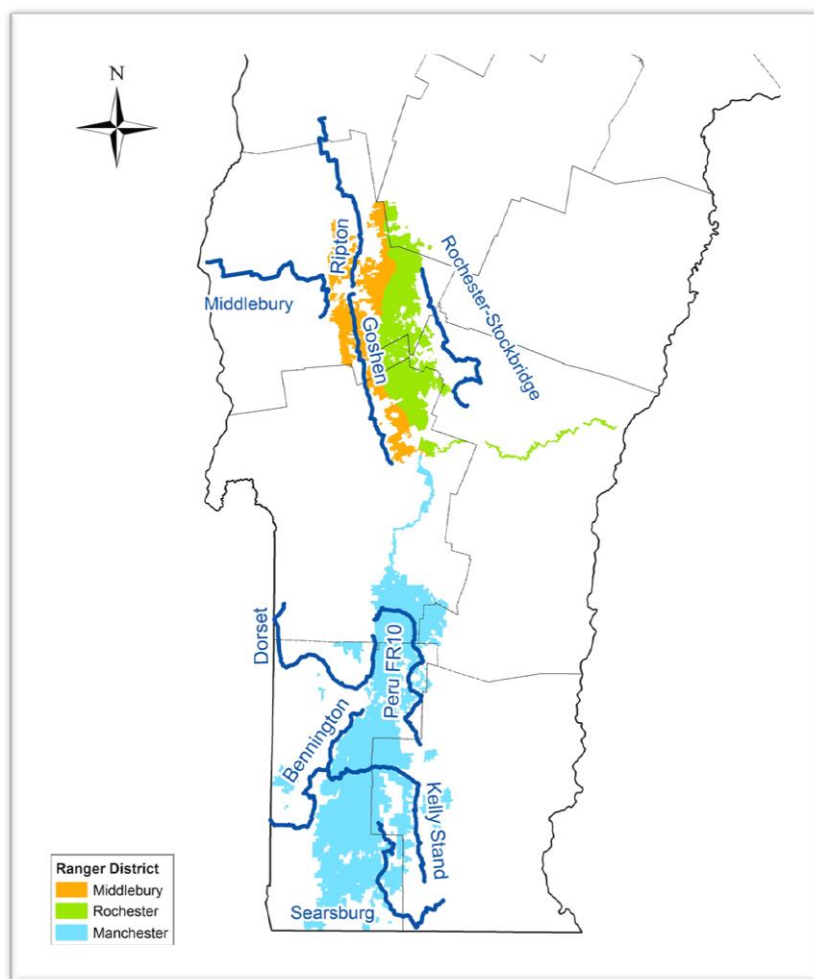 N
Ripton
Rochester-Stockbridge
Middlebury
Goshen
Dorset
Peru FR10
Bennington
Kelly Stand
Searsburg
Ranger District
Middlebury
Rochester
Manchester